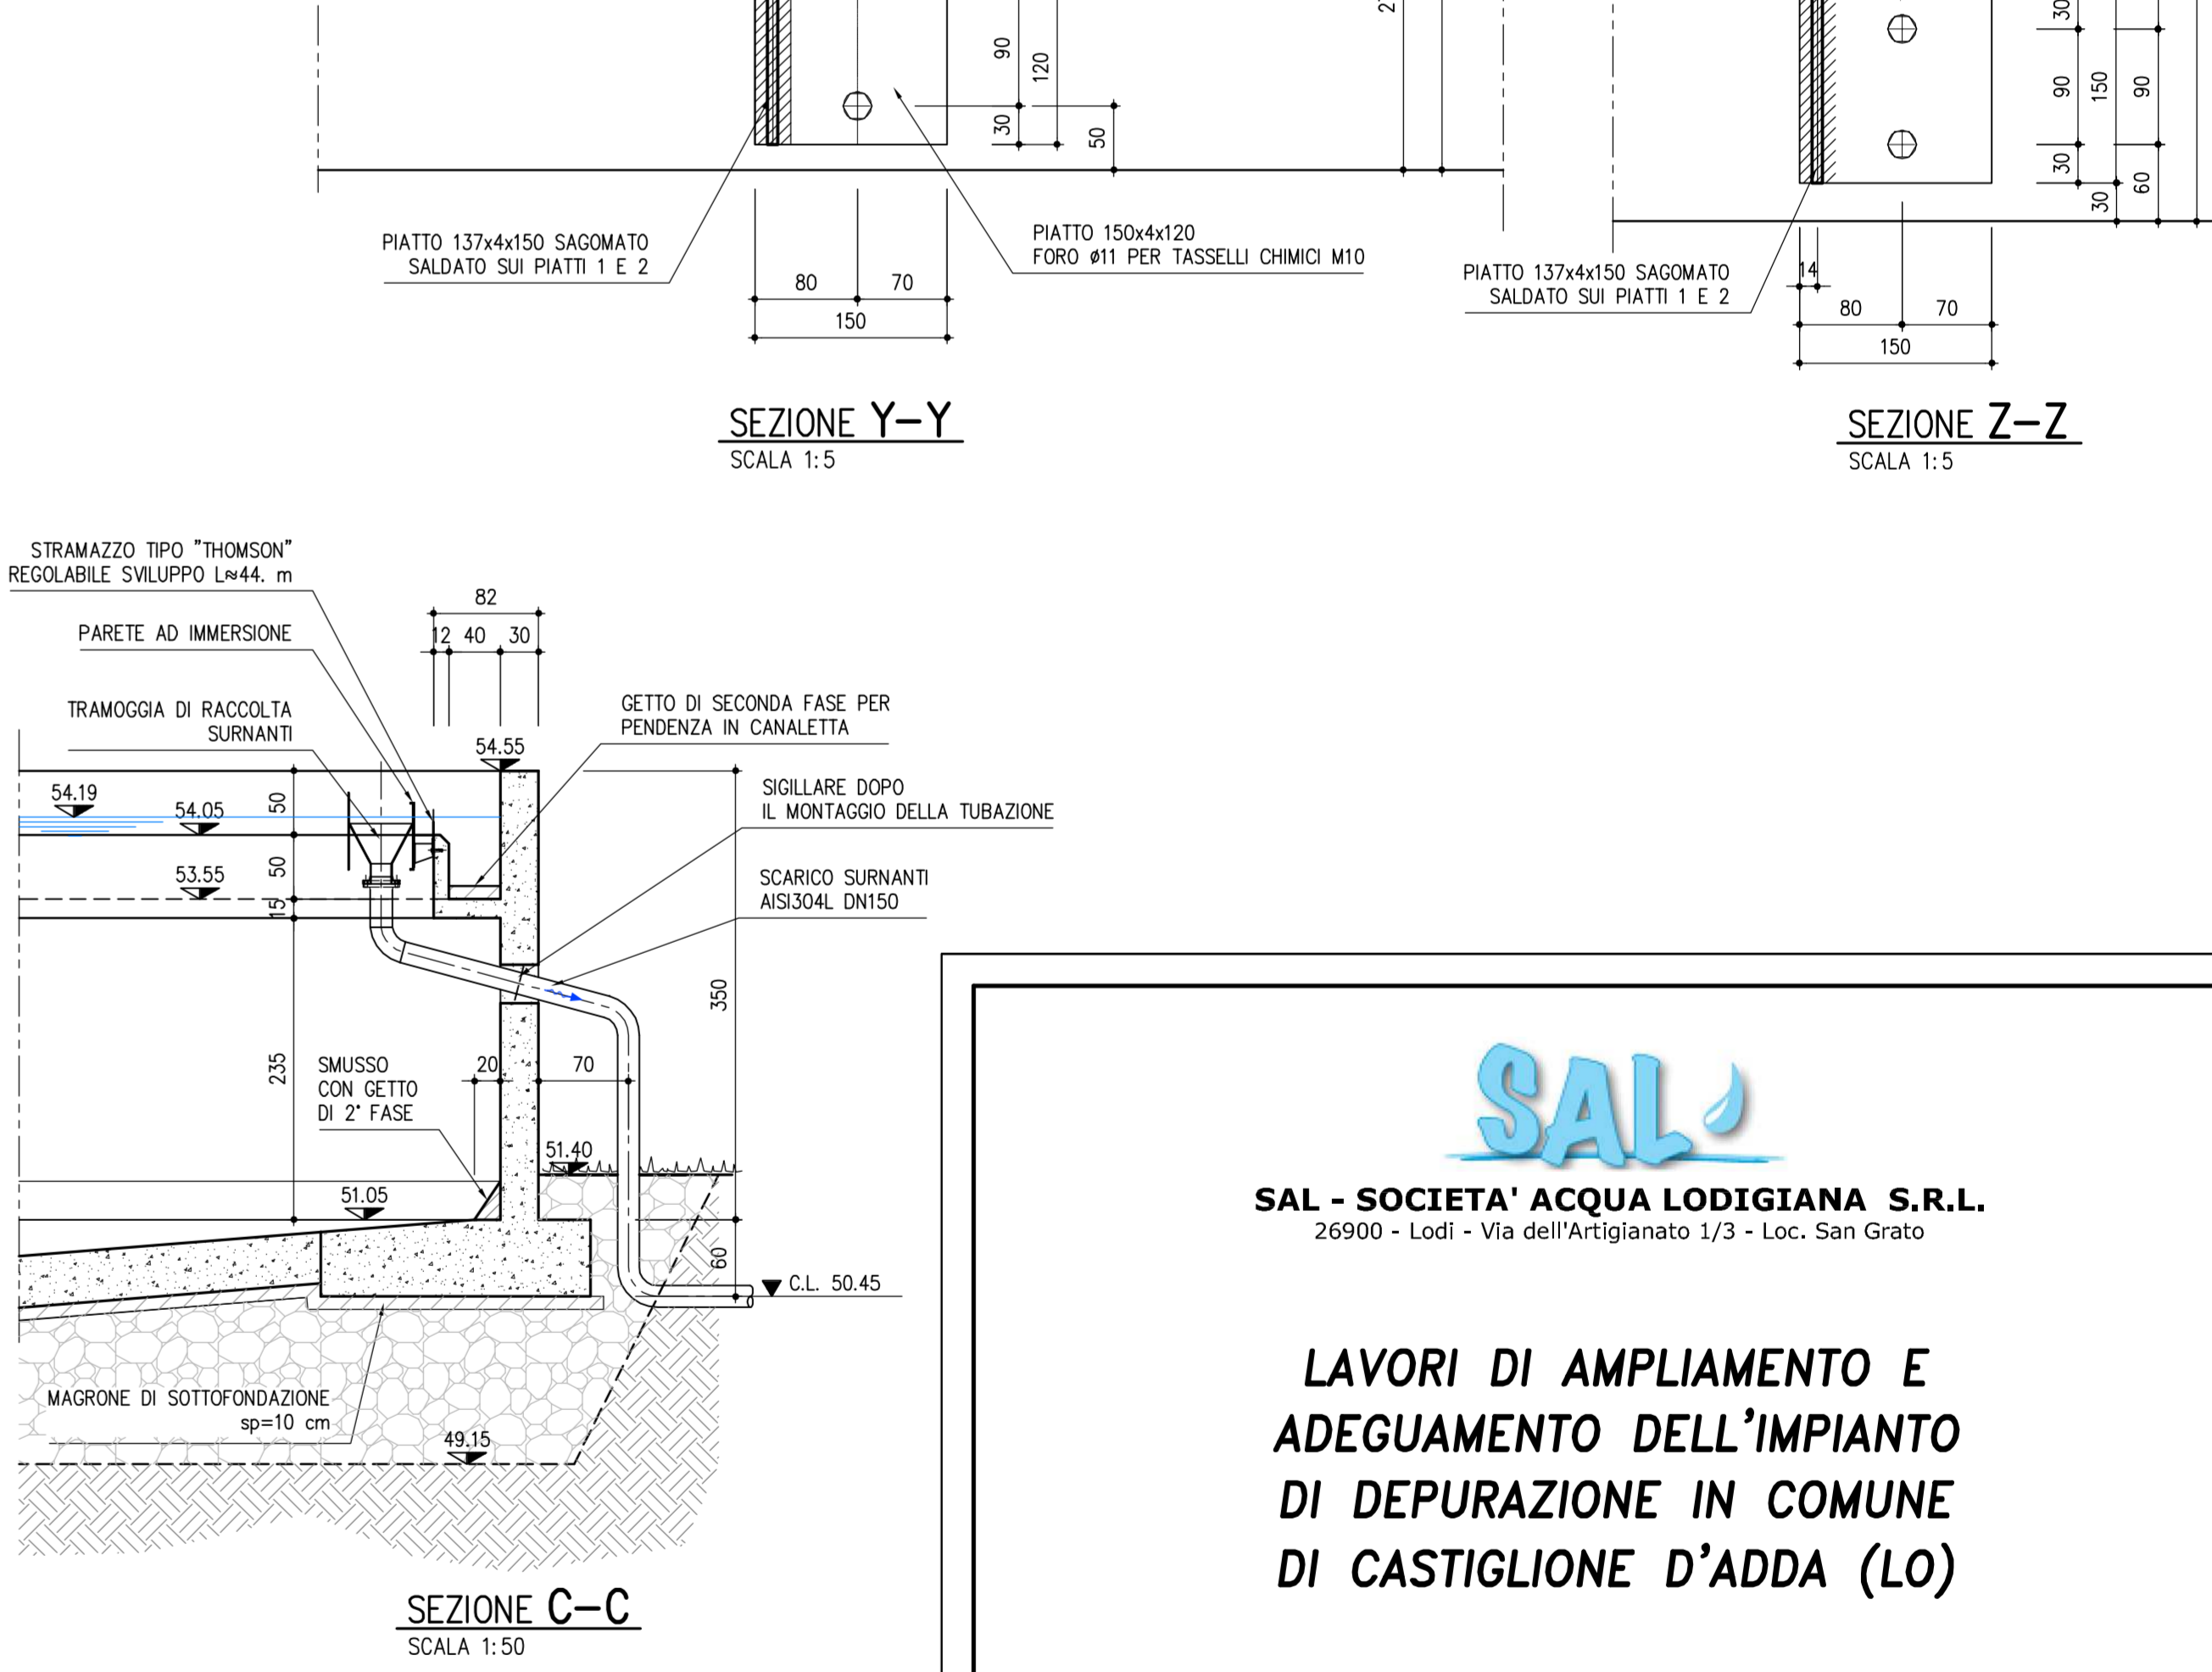 90
120
30
50
PIATTO 137x4x150 SAGOMATO
SALDATO SUI PIATTI 1 E 2
PIATTO 150x4x120
FORO ø11 PER TASSELLI CHIMICI M10
80
70
150
SEZIONE Y-Y
SCALA 1:5
30
90
150
90
30
60
30
PIATTO 137x4x150 SAGOMATO
SALDATO SUI PIATTI 1 E 2
14
80
70
150
SEZIONE Z-Z
SCALA 1:5
STRAMAZZO TIPO "THOMSON"
REGOLABILE SVILUPPO L≈44. m
PARETE AD IMMERSIONE
TRAMOGGIA DI RACCOLTA
SURNANTI
82
12 40 30
GETTO DI SECONDA FASE PER
PENDENZA IN CANALETTA
SIGILLARE DOPO
IL MONTAGGIO DELLA TUBAZIONE
SCARICO SURNANTI
AISI304L DN150
54.55
54.19
54.05
53.55
50
50
15
235
350
SMUSSO
CON GETTO
DI 2° FASE
20
70
51.40
51.05
60
C.L. 50.45
MAGRONE DI SOTTOFONDAZIONE
sp=10 cm
49.15
SEZIONE C-C
SCALA 1:50
SAL
SAL - SOCIETA' ACQUA LODIGIANA S.R.L.
26900 - Lodi - Via dell'Artigianato 1/3 - Loc. San Grato
LAVORI DI AMPLIAMENTO E
ADEGUAMENTO DELL'IMPIANTO
DI DEPURAZIONE IN COMUNE
DI CASTIGLIONE D'ADDA (LO)